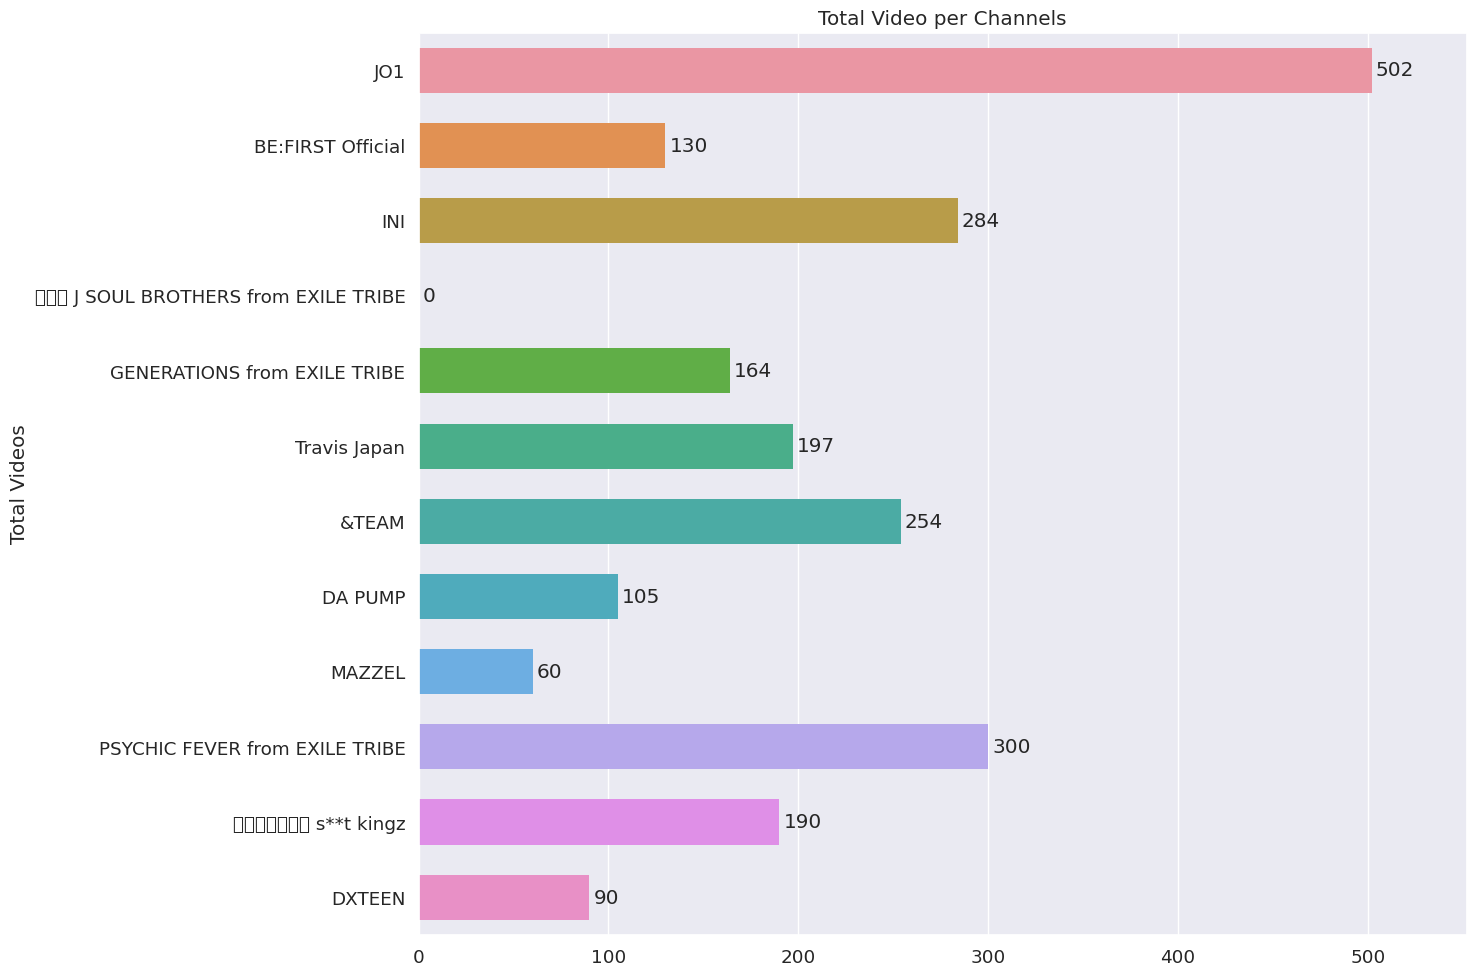 Total Video per Channels
JO1
502
BE:FIRST Official
130
INI
284
J SOUL BROTHERS from EXILE TRIBE
0
GENERATIONS from EXILE TRIBE
164
Travis Japan
197
&TEAM
254
DA PUMP
105
MAZZEL
60
PSYCHIC FEVER from EXILE TRIBE
300
s**t kingz
190
DXTEEN
90
Total Videos
0 100 200 300 400 500